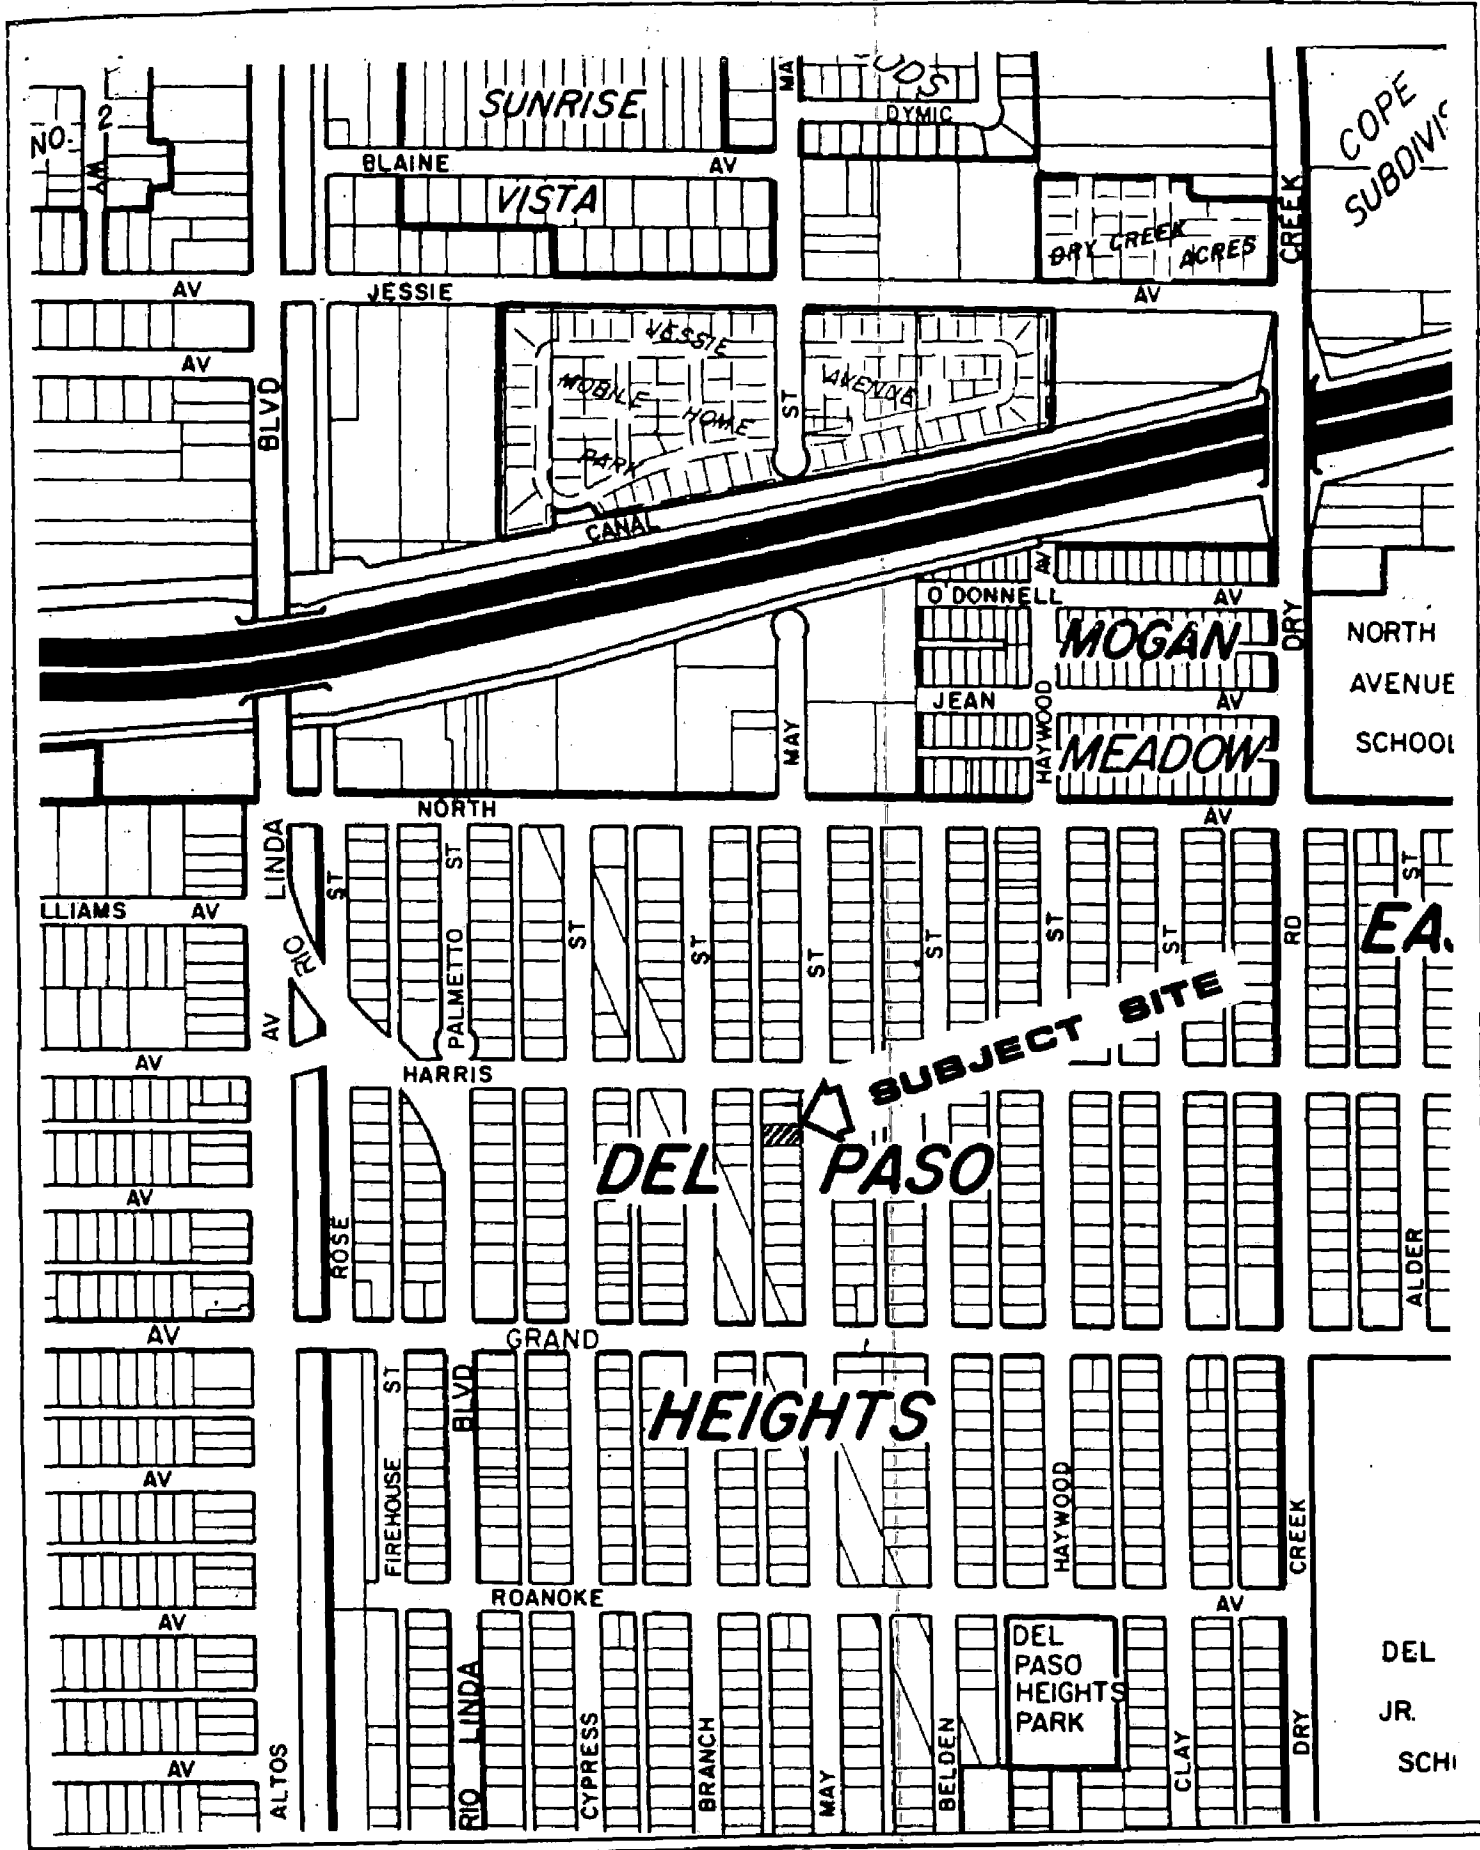 SUNRISE
MA
UDS
DYMIC
NO. 2
WY
BLAINE AV
VISTA
COPE
SUBDIVIS
CREEK
DRY CREEK ACRES
AV
JESSIE
AV
AV
BLVD
JESSIE
AVENUE
MOBILE
HOME
PARK
ST
CANAL
AV
O'DONNELL AV
MOGAN
DRY
NORTH
AVENUE
SCHOOL
JEAN
HAYWOOD
AV
MEADOW
MAY
NORTH
AV
LINDA
RIO
ST
PALMETTO ST
ST
ST
ST
ST
ST
ST
RD
ST
LLIAMS AV
EA
AV
AV
HARRIS
SUBJECT SITE
DEL PASO
AV
ROSE
ALDER
AV
GRAND
HEIGHTS
FIREHOUSE ST
BLVD
AV
HAYWOOD
CREEK
ROANOKE
AV
AV
DEL
PASO
HEIGHTS
PARK
DEL
JR.
SCH
AV
ALTOS
RIO LINDA
CYPRESS
BRANCH
MAY
BELDEN
CLAY
DRY